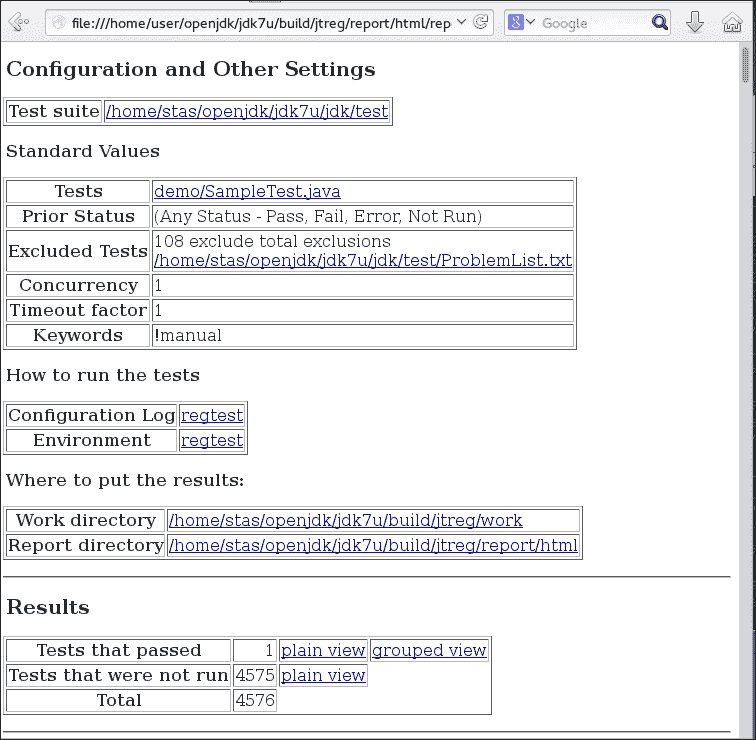 file:///home/user/openjdk/jdk7u/build/jtreg/report/html/rep
Google
Configuration and Other Settings
Test suite /home/stas/openjdk/jdk7u/jdk/test
Standard Values
Tests demo/SampleTest.java
Prior Status (Any Status - Pass, Fail, Error, Not Run)
Excluded Tests 108 exclude total exclusions
/home/stas/openjdk/jdk7u/jdk/test/ProblemList.txt
Concurrency 1
Timeout factor 1
Keywords !manual
How to run the tests
Configuration Log regtest
Environment regtest
Where to put the results:
Work directory /home/stas/openjdk/jdk7u/build/jtreg/work
Report directory /home/stas/openjdk/jdk7u/build/jtreg/report/html
Results
Tests that passed 1 plain view grouped view
Tests that were not run 4575 plain view
Total 4576